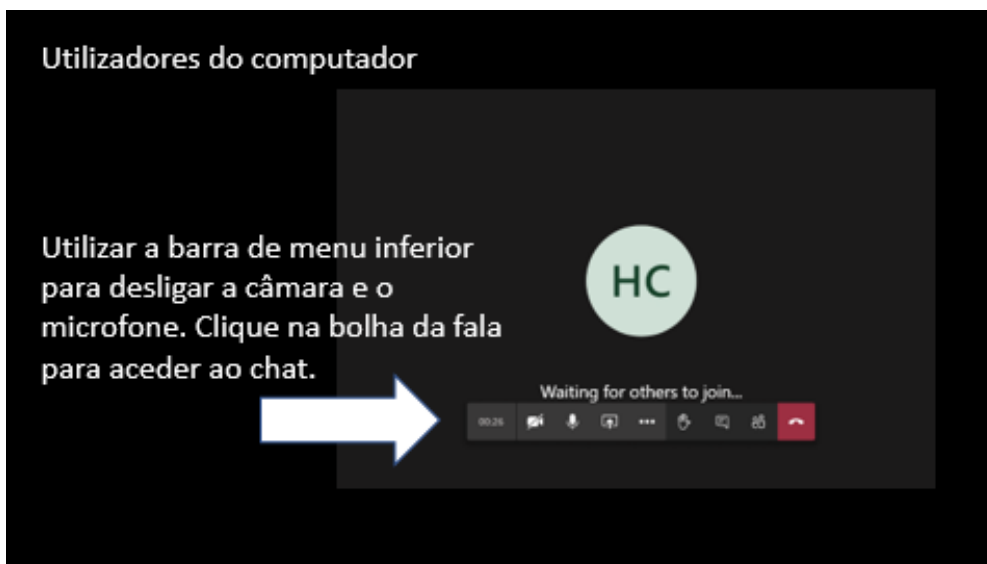 Utilizadores do computador
Utilizar a barra de menu inferior
para desligar a câmara e o
microfone. Clique na bolha da fala
para aceder ao chat.
HC
Waiting for others to join...
00:26